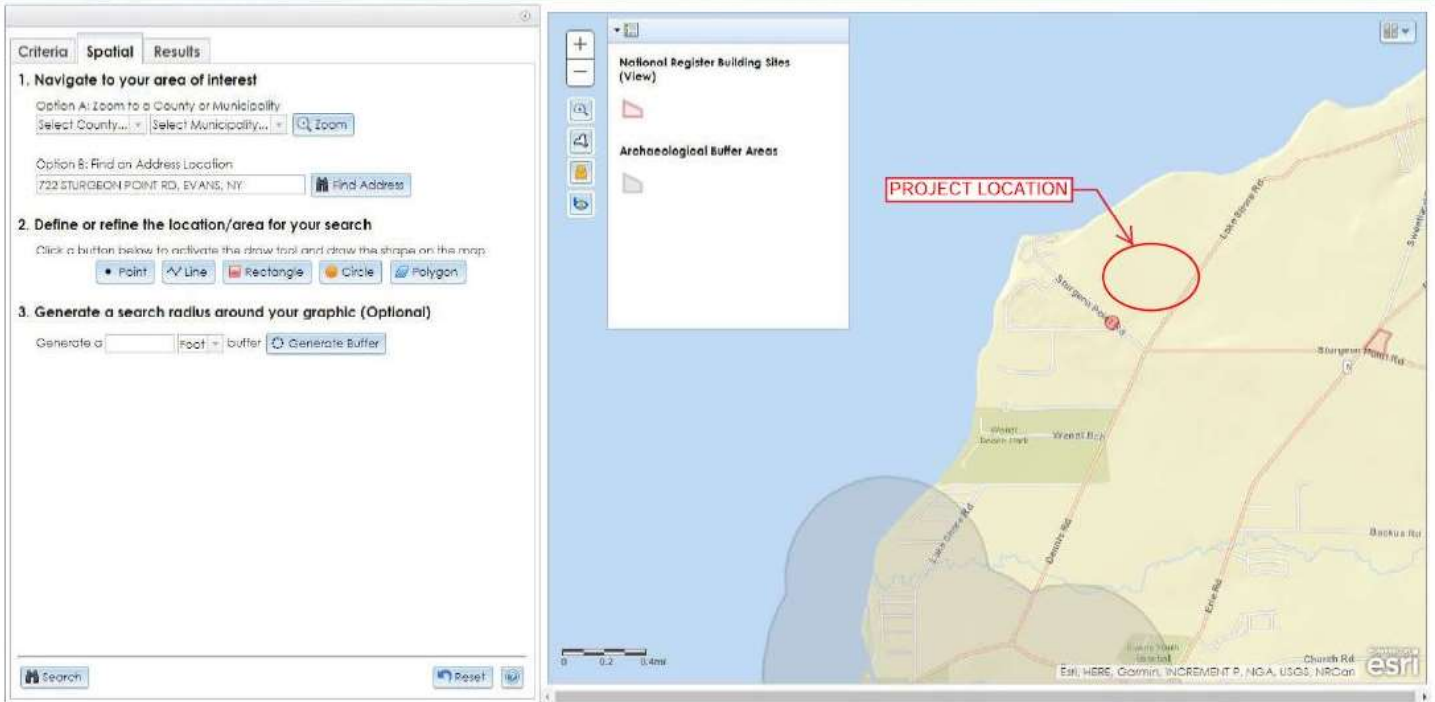 Criteria Spatial Results
1. Navigate to your area of interest
Option A: Zoom to a County or Municipality
Select County... Select Municipality... Zoom
Option B: Find an Address Location
722 STURGEON POINT RD, EVANS, NY Find Address
2. Define or refine the location/area for your search
Click a button below to activate the draw tool and draw the shape on the map
Point Line Rectangle Circle Polygon
3. Generate a search radius around your graphic (Optional)
Generate a Foot buffer Generate Buffer
Search Reset
+
−
National Register Building Sites
(View)
Archaeological Buffer Areas
PROJECT LOCATION
Lake Shore Rd
Sturgeon Point Rd
Sturgeon Point Rd
5
Wendt
Beach Park
Wendt Bch
Lake Shore Rd
Dennis Rd
Erie Rd
Backus Rd
Church Rd
0 0.2 0.4mi
Esri, HERE, Garmin, INCREMENT P, NGA, USGS, NRCan
esri